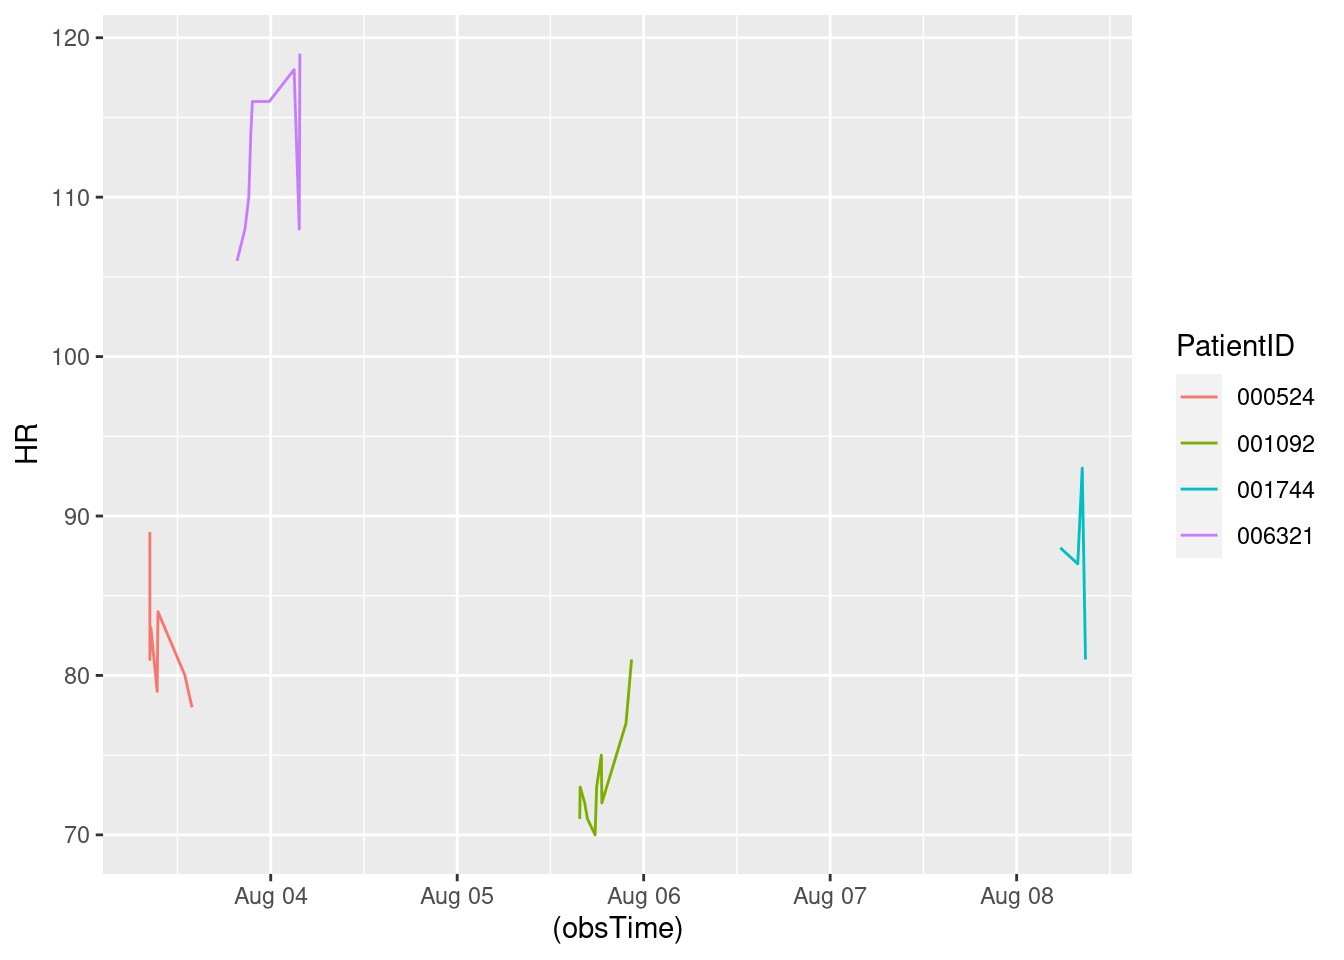 120
110
100
90
80
70
HR
Aug 04
Aug 05
Aug 06
Aug 07
Aug 08
(obsTime)
PatientID
000524
001092
001744
006321